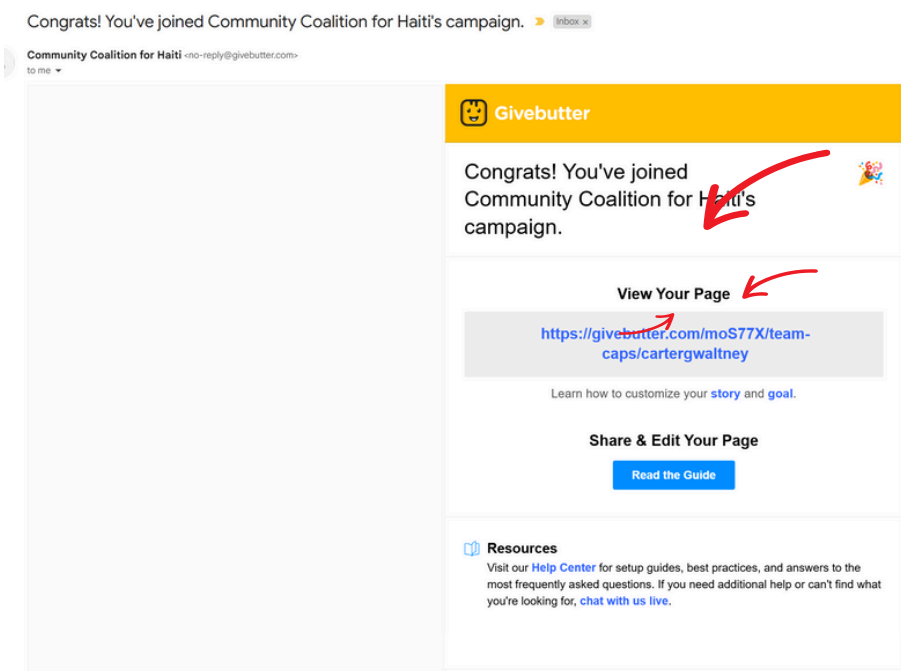 Congrats! You've joined Community Coalition for Haiti's campaign. Inbox x
Community Coalition for Haiti <no-reply@givebutter.com>
to me
Givebutter
Congrats! You've joined
Community Coalition for Haiti's
campaign.
View Your Page
https://givebutter.com/moS77X/team-
caps/cartergwaltney
Learn how to customize your story and goal.
Share & Edit Your Page
Read the Guide
Resources
Visit our Help Center for setup guides, best practices, and answers to the
most frequently asked questions. If you need additional help or can't find what
you're looking for, chat with us live.